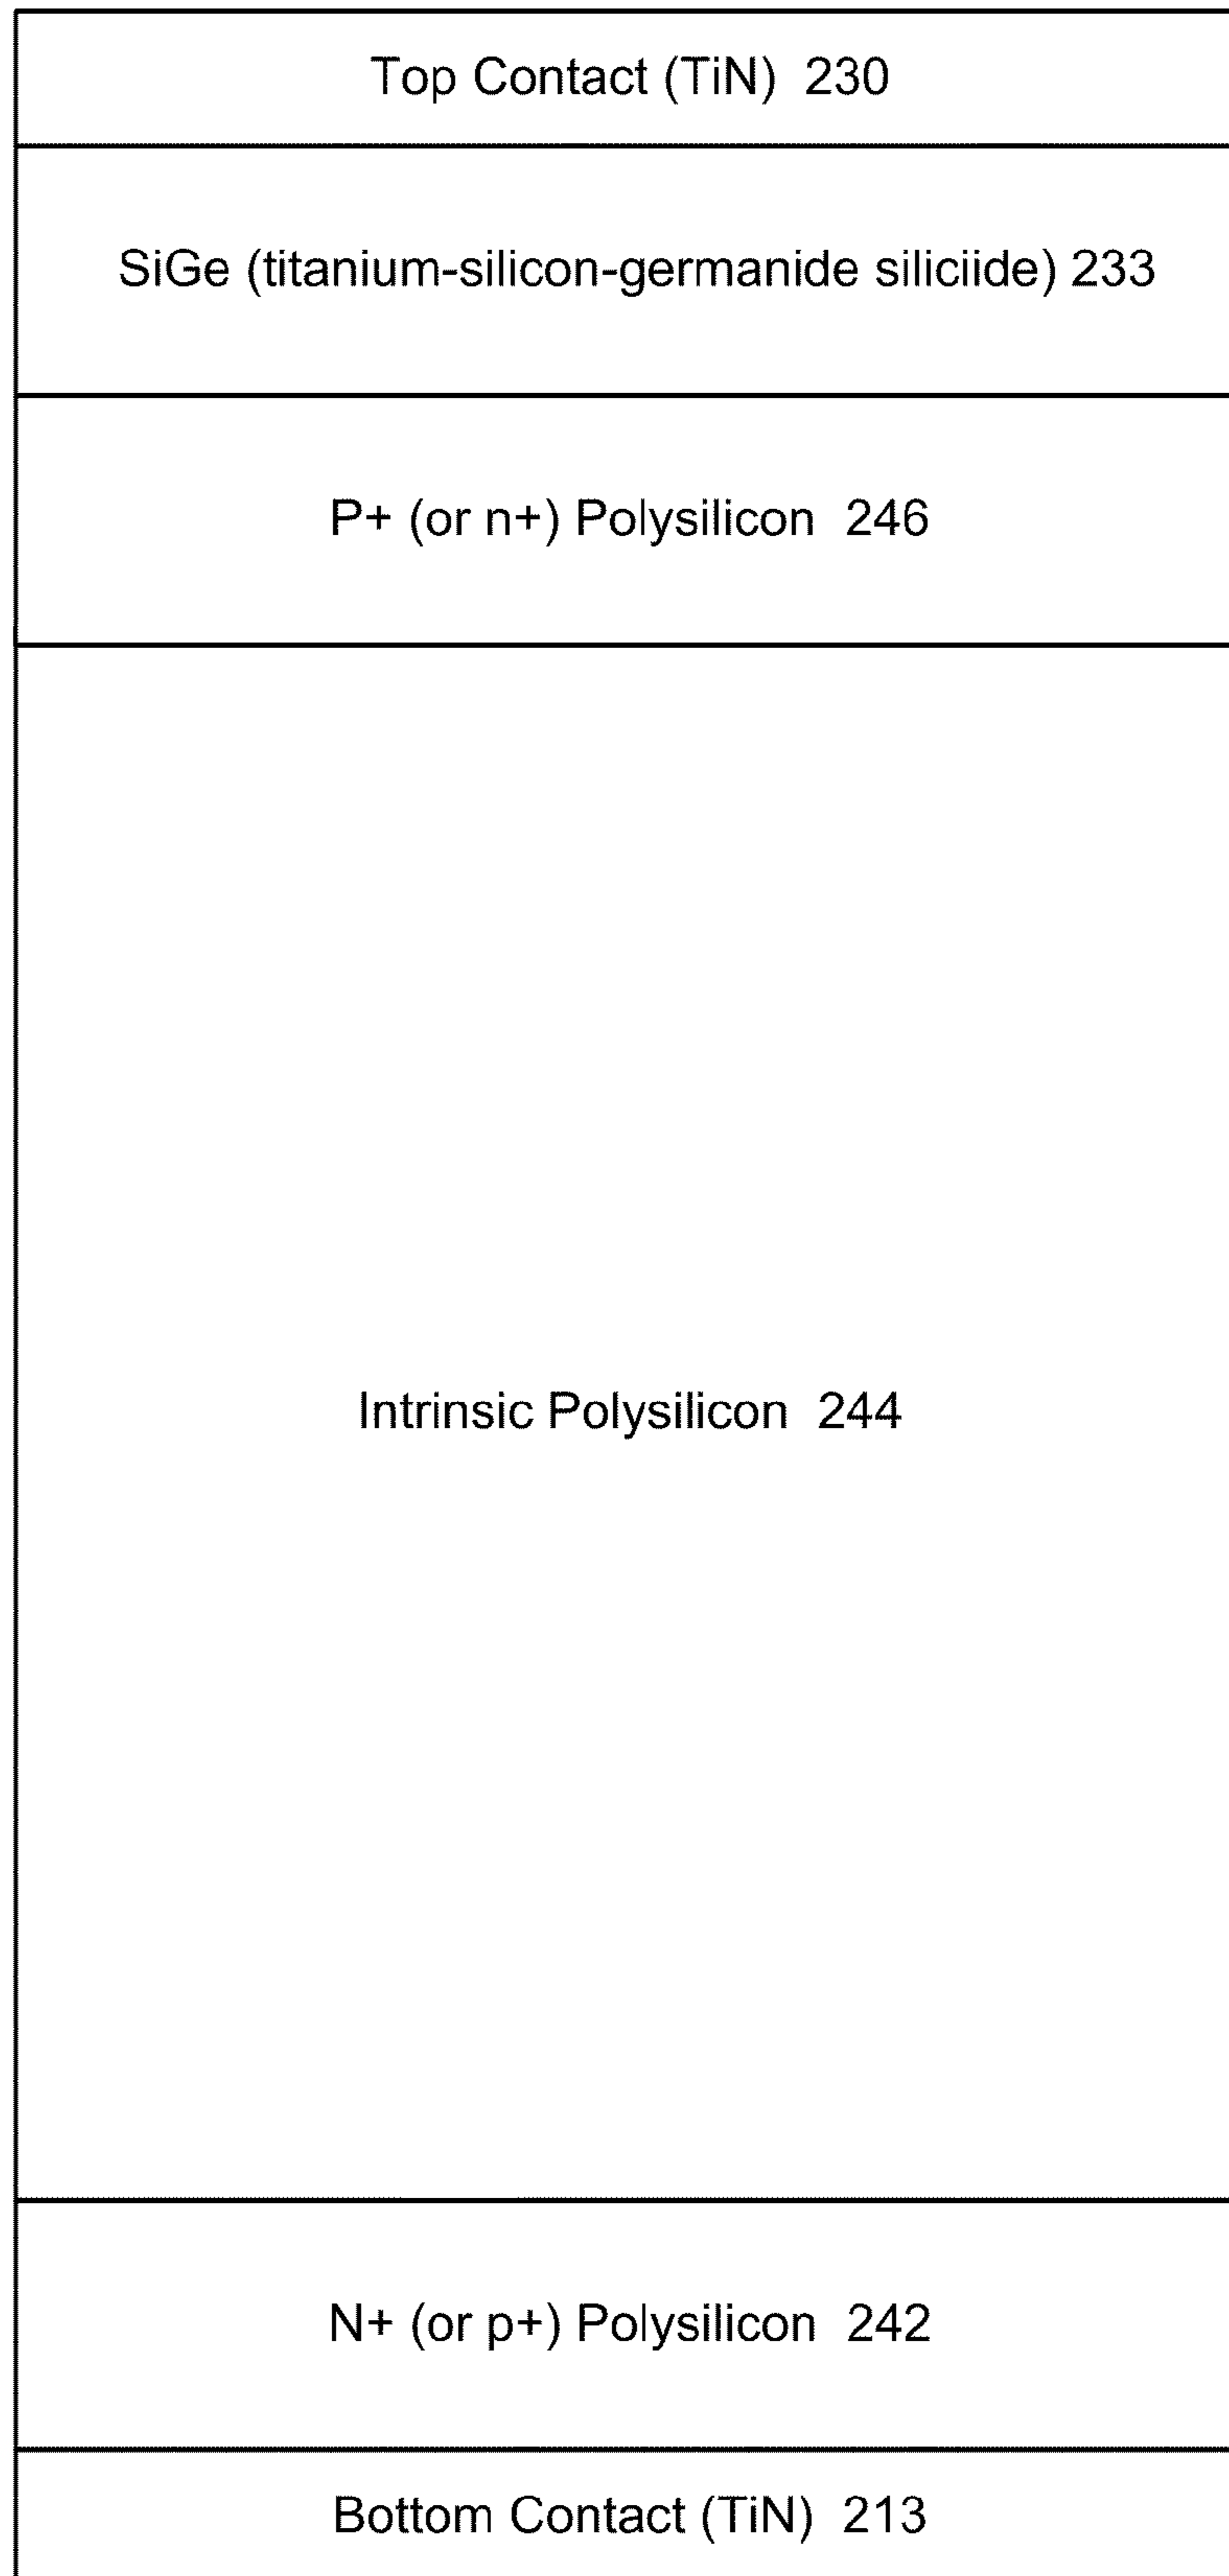 Top Contact (TiN) 230
SiGe (titanium-silicon-germanide siliciide) 233
P+ (or n+) Polysilicon 246
Intrinsic Polysilicon 244
N+ (or p+) Polysilicon 242
Bottom Contact (TiN) 213